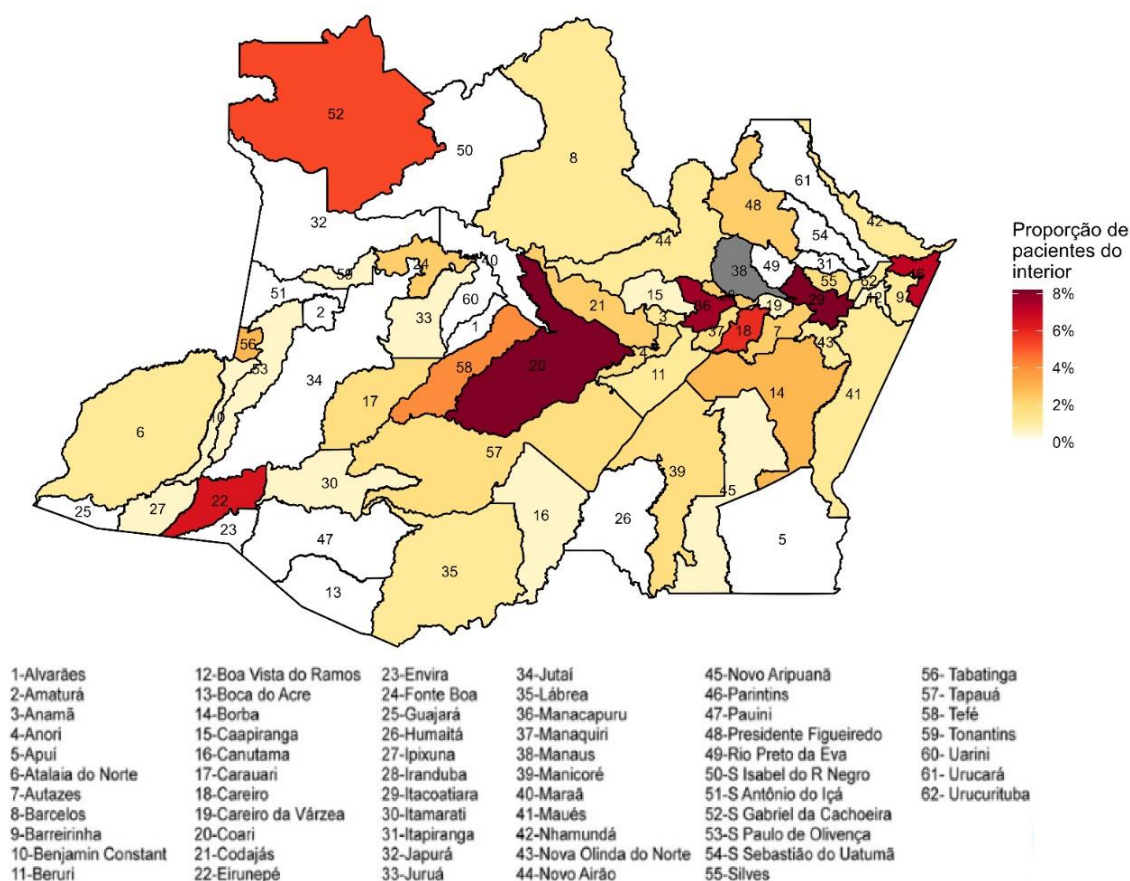 52
50
8
61
32
48
42
44
54
40
59
24
38
49
31
46
51
60
21
15
36
55
62
12
9
2
33
1
29
19
3
18
7
56
37
53
58
20
4
43
34
11
17
14
41
10
6
57
39
30
45
22
27
16
25
26
23
47
5
35
13
Proporção de
pacientes do
interior
8%
6%
4%
2%
0%
1-Alvarães
2-Amaturá
3-Anamã
4-Anori
5-Apuí
6-Atalaia do Norte
7-Autazes
8-Barcelos
9-Barreirinha
10-Benjamin Constant
11-Beruri
12-Boa Vista do Ramos
13-Boca do Acre
14-Borba
15-Caapiranga
16-Canutama
17-Carauari
18-Careiro
19-Careiro da Várzea
20-Coari
21-Codajás
22-Eirunepé
23-Envira
24-Fonte Boa
25-Guajará
26-Humaitá
27-Ipixuna
28-Iranduba
29-Itacoatiara
30-Itamarati
31-Itapiranga
32-Japurá
33-Juruá
34-Jutaí
35-Lábrea
36-Manacapuru
37-Manaquiri
38-Manaus
39-Manicoré
40-Maraã
41-Maués
42-Nhamundá
43-Nova Olinda do Norte
44-Novo Airão
45-Novo Aripuanã
46-Parintins
47-Pauini
48-Presidente Figueiredo
49-Rio Preto da Eva
50-S Isabel do R Negro
51-S Antônio do Içá
52-S Gabriel da Cachoeira
53-S Paulo de Olivença
54-S Sebastião do Uatumã
55-Silves
56- Tabatinga
57- Tapauá
58- Tefé
59- Tonantins
60- Uarini
61- Urucará
62- Urucurituba